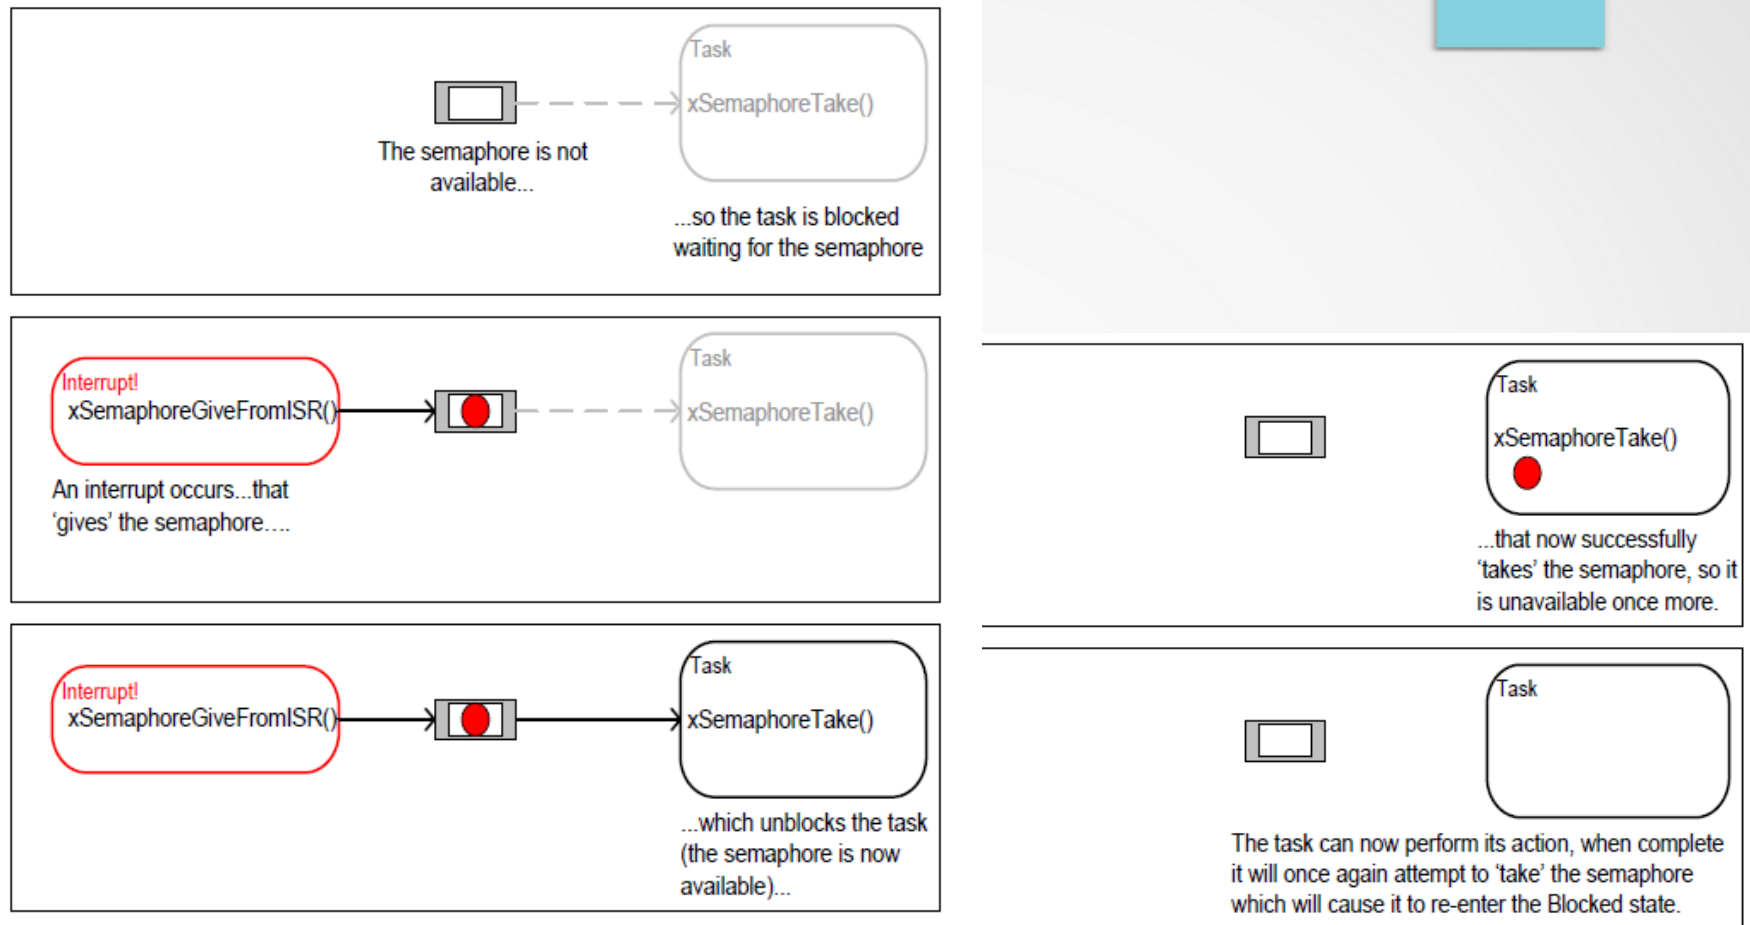 Task
xSemaphoreTake()
The semaphore is not
available...
...so the task is blocked
waiting for the semaphore
Interrupt!
xSemaphoreGiveFromISR()
Task
xSemaphoreTake()
An interrupt occurs...that
‘gives’ the semaphore….
Interrupt!
xSemaphoreGiveFromISR()
Task
xSemaphoreTake()
...which unblocks the task
(the semaphore is now
available)...
Task
xSemaphoreTake()
...that now successfully
‘takes’ the semaphore, so it
is unavailable once more.
Task
The task can now perform its action, when complete
it will once again attempt to ‘take’ the semaphore
which will cause it to re-enter the Blocked state.